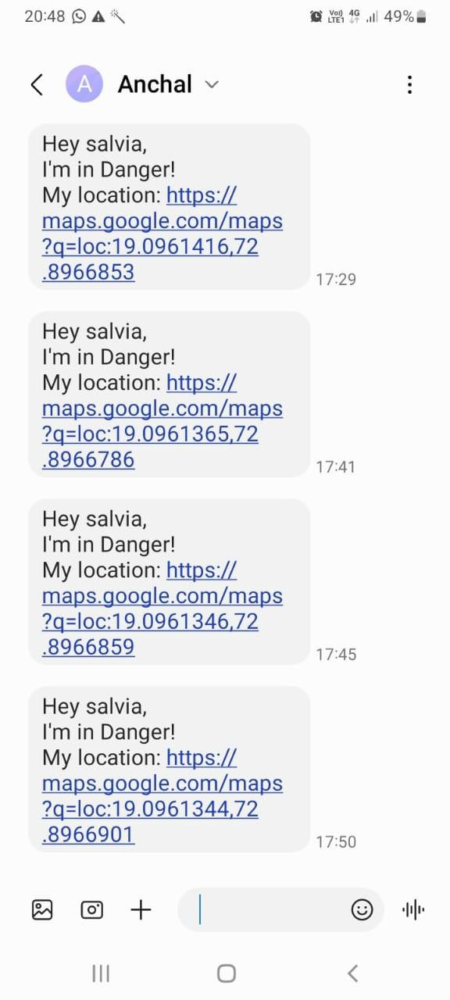 20:48
Vo) 4G
LTE1 49%
A Anchal
Hey salvia,
I'm in Danger!
My location: https://
maps.google.com/maps
?q=loc:19.0961416,72
.8966853
17:29
Hey salvia,
I'm in Danger!
My location: https://
maps.google.com/maps
?q=loc:19.0961365,72
.8966786
17:41
Hey salvia,
I'm in Danger!
My location: https://
maps.google.com/maps
?q=loc:19.0961346,72
.8966859
17:45
Hey salvia,
I'm in Danger!
My location: https://
maps.google.com/maps
?q=loc:19.0961344,72
.8966901
17:50